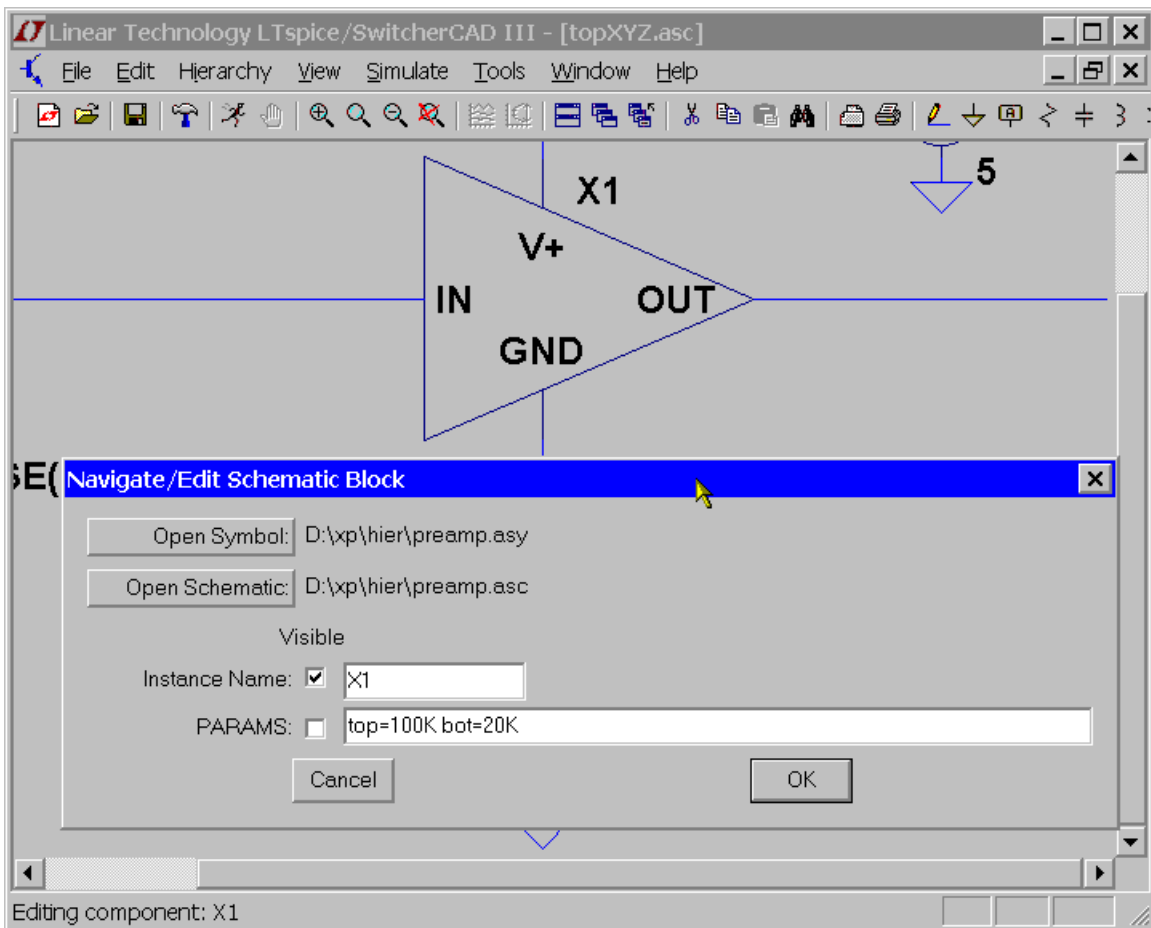 Linear Technology LTspice/SwitcherCAD III - [topXYZ.asc]
File Edit Hierarchy View Simulate Tools Window Help
X1
5
V+
IN
OUT
GND
SE(
Navigate/Edit Schematic Block
Open Symbol: D:\xp\hier\preamp.asy
Open Schematic: D:\xp\hier\preamp.asc
Visible
Instance Name: X1
PARAMS: top=100K bot=20K
Cancel OK
Editing component: X1